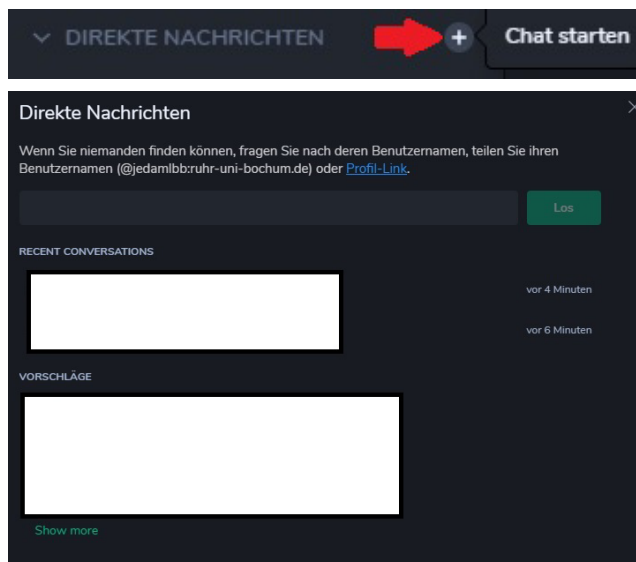 DIREKTE NACHRICHTEN + Chat starten
Direkte Nachrichten
Wenn Sie niemanden finden können, fragen Sie nach deren Benutzernamen, teilen Sie ihren
Benutzernamen (@jedamlbb:ruhr-uni-bochum.de) oder Profil-Link.
Los
RECENT CONVERSATIONS
vor 4 Minuten
vor 6 Minuten
VORSCHLÄGE
Show more